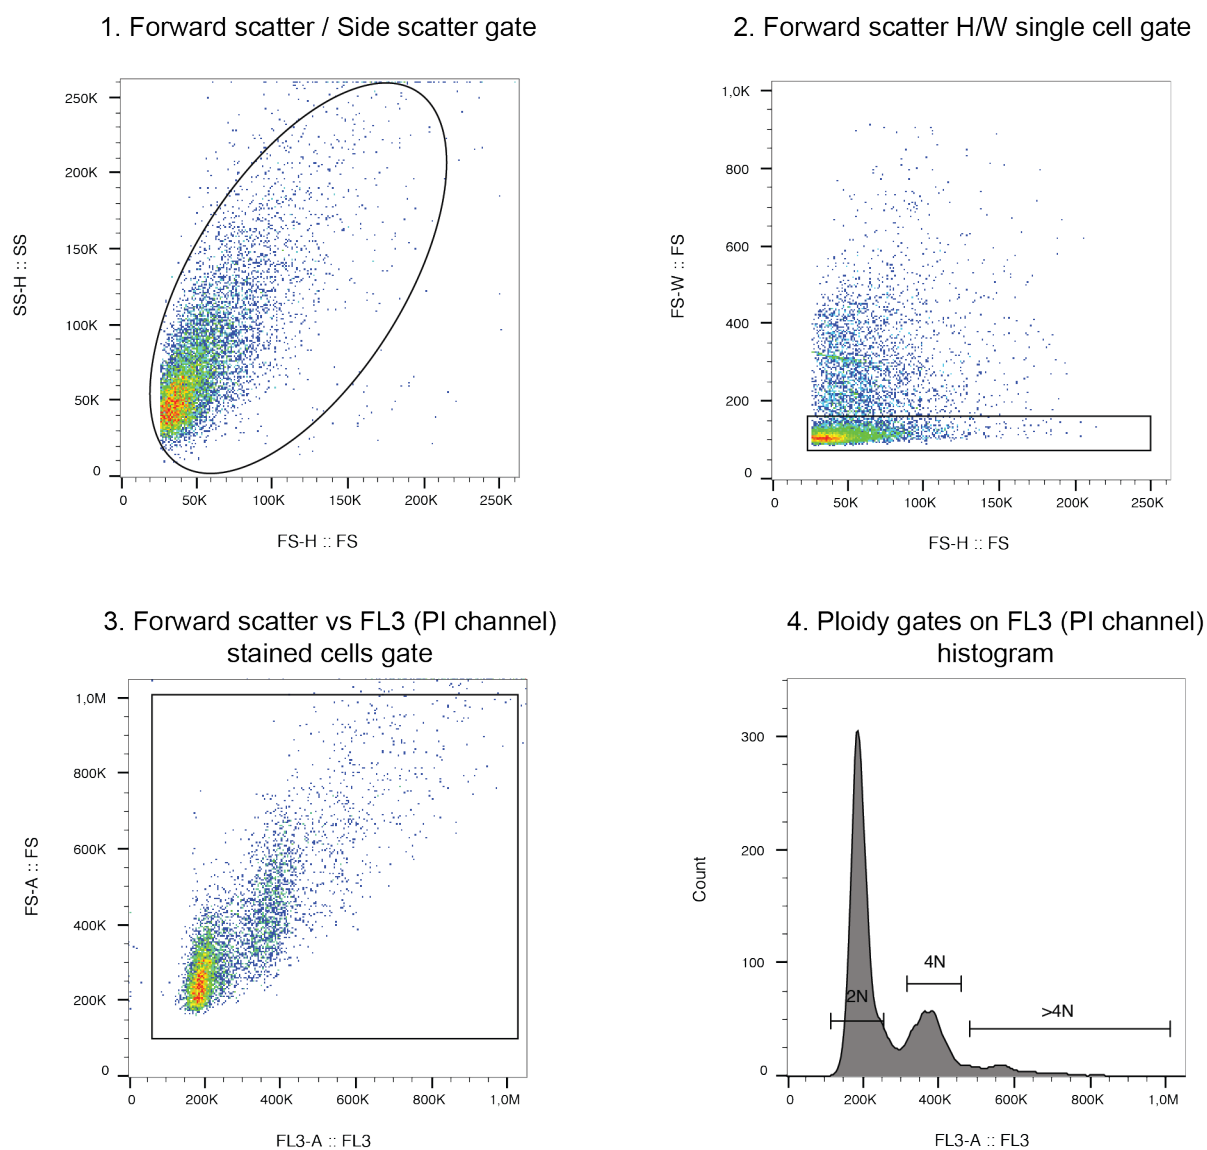 1. Forward scatter / Side scatter gate
250K
200K
150K
100K
50K
0
SS-H :: SS
0 50K 100K 150K 200K 250K
FS-H :: FS
2. Forward scatter H/W single cell gate
1,0K
800
600
400
200
0
FS-W :: FS
0 50K 100K 150K 200K 250K
FS-H :: FS
3. Forward scatter vs FL3 (PI channel)
stained cells gate
1,0M
800K
600K
400K
200K
0
FS-A :: FS
0 200K 400K 600K 800K 1,0M
FL3-A :: FL3
4. Ploidy gates on FL3 (PI channel)
histogram
300
200
100
0
Count
2N
4N
>4N
0 200K 400K 600K 800K 1,0M
FL3-A :: FL3